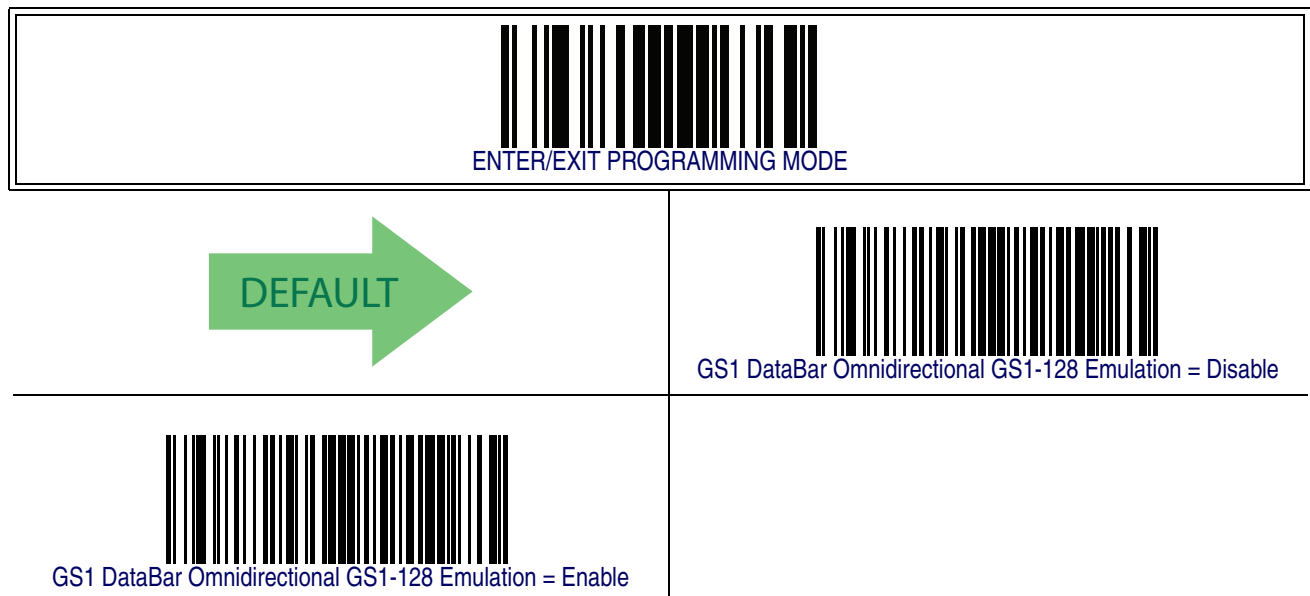 ENTER/EXIT PROGRAMMING MODE
DEFAULT
GS1 DataBar Omnidirectional GS1-128 Emulation = Disable
GS1 DataBar Omnidirectional GS1-128 Emulation = Enable